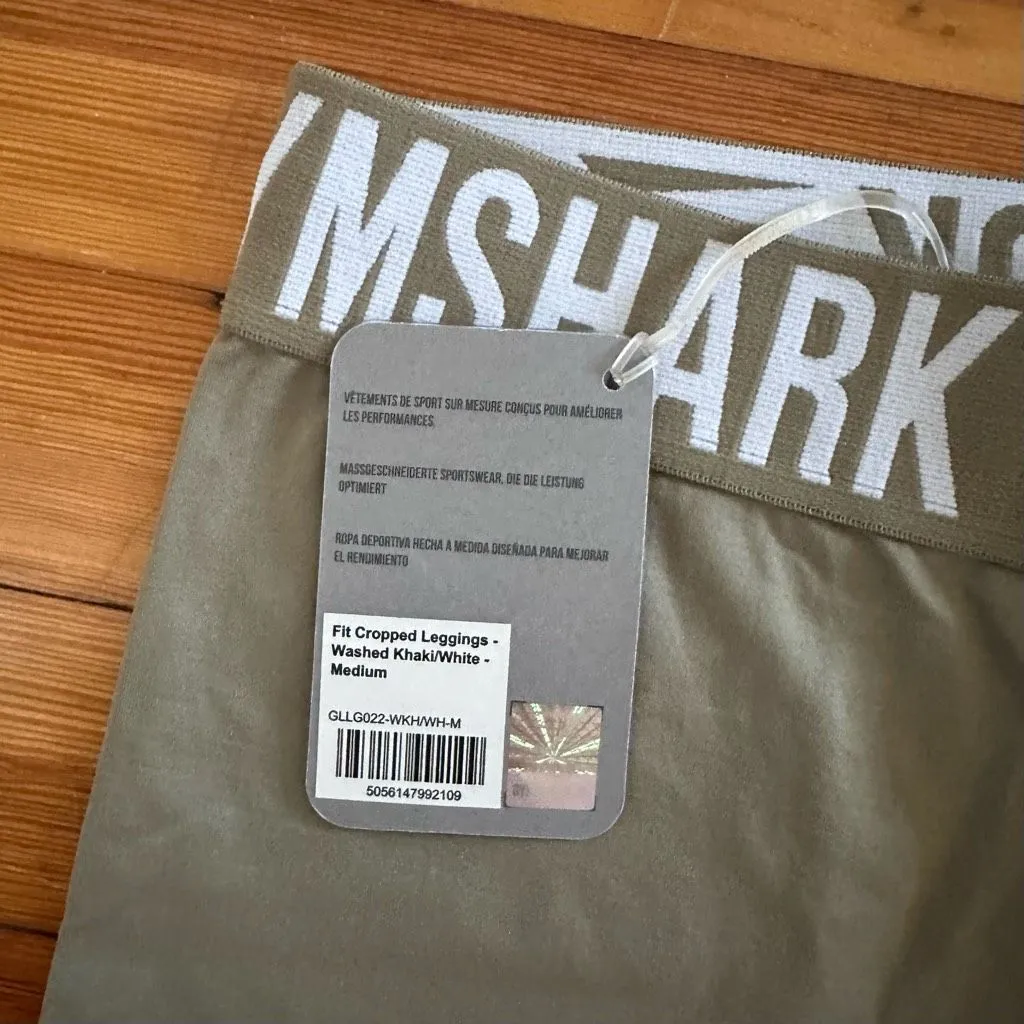 YMSHARK
VÊTEMENTS DE SPORT SUR MESURE CONÇUS POUR AMÉLIORER
LES PERFORMANCES.
MASSGESCHNEIDERTE SPORTSWEAR, DIE DIE LEISTUNG
OPTIMIERT
ROPA DEPORTIVA HECHA A MEDIDA DISEÑADA PARA MEJORAR
EL RENDIMIENTO
Fit Cropped Leggings -
Washed Khaki/White -
Medium
GLLG022-WKH/WH-M
5056147992109